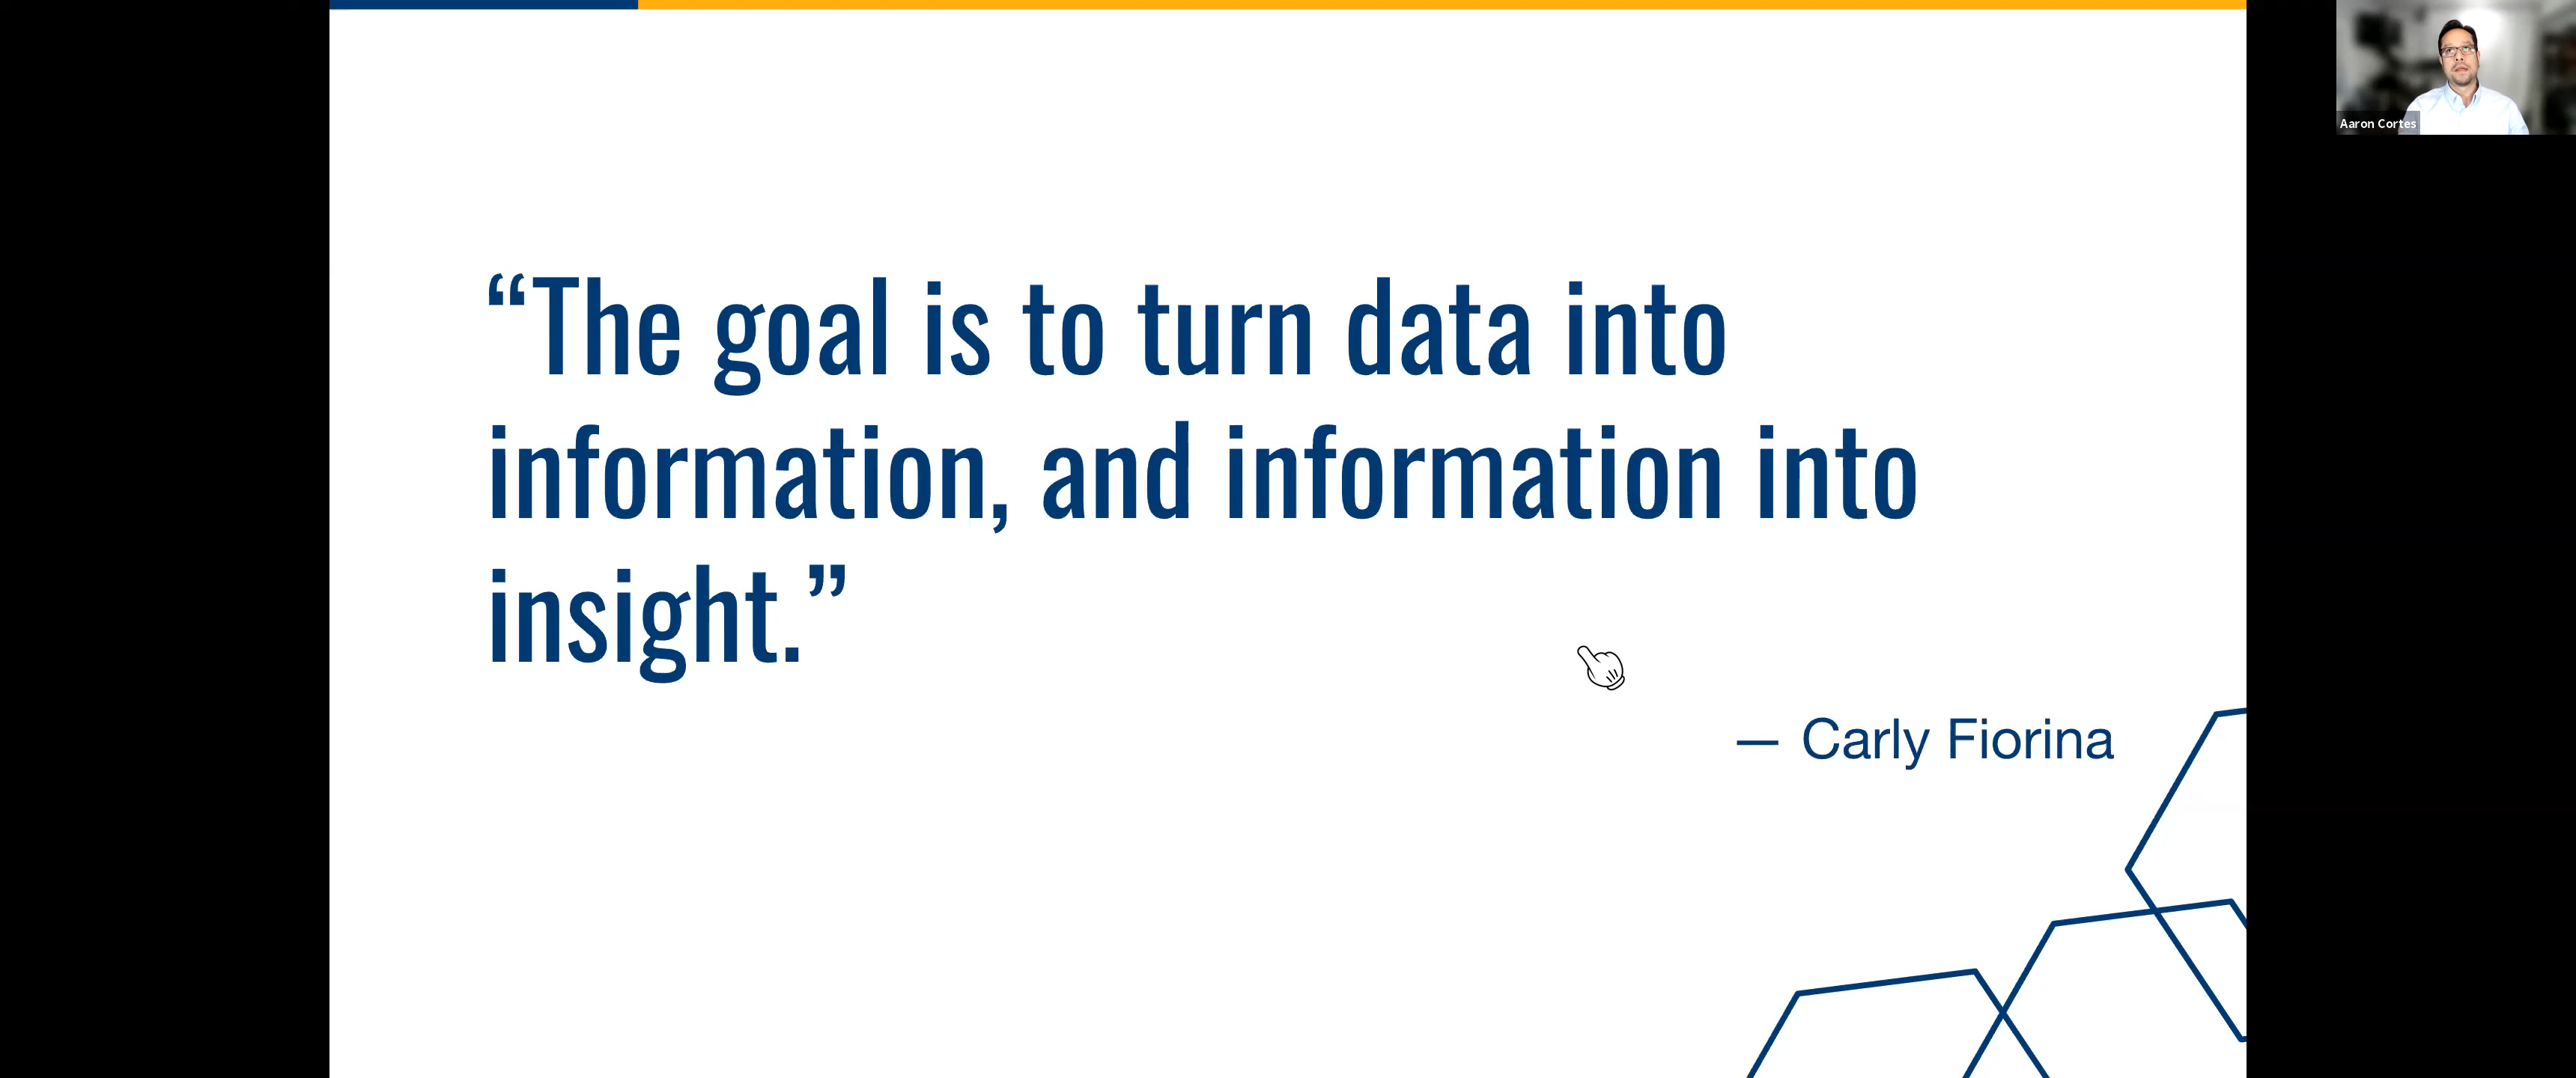 “The goal is to turn data into
information, and information into
insight.”
— Carly Fiorina
Aaron Cortes